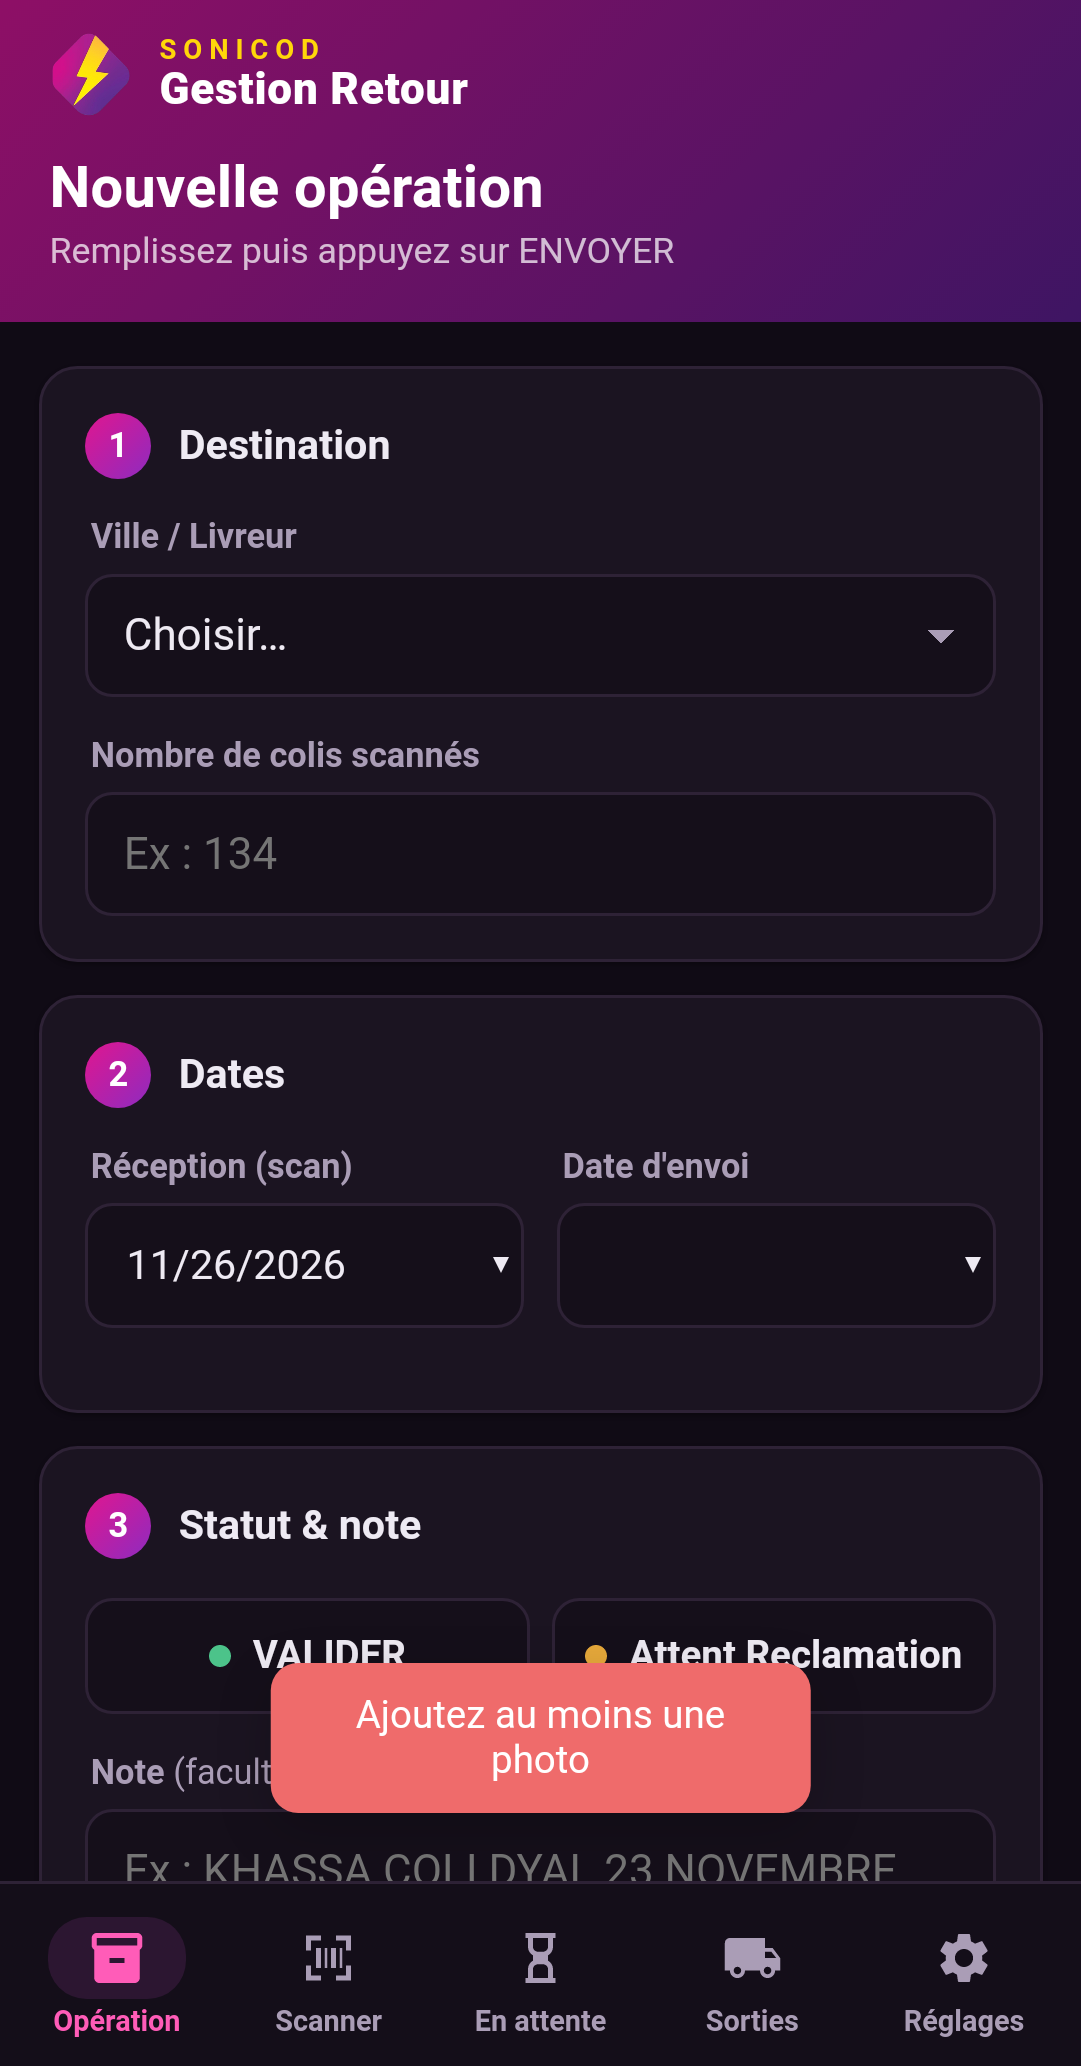 SONICOD
Gestion Retour
Nouvelle opération
Remplissez puis appuyez sur ENVOYER
1 Destination
Ville / Livreur
Choisir...
Nombre de colis scannés
Ex : 134
2 Dates
Réception (scan) Date d'envoi
11/26/2026
3 Statut & note
VALIDER Attent Reclamation
Ajoutez au moins une
photo
Note (facult
Ex : KHASSA COLI DYAL 23 NOVEMBRE
Opération Scanner En attente Sorties Réglages